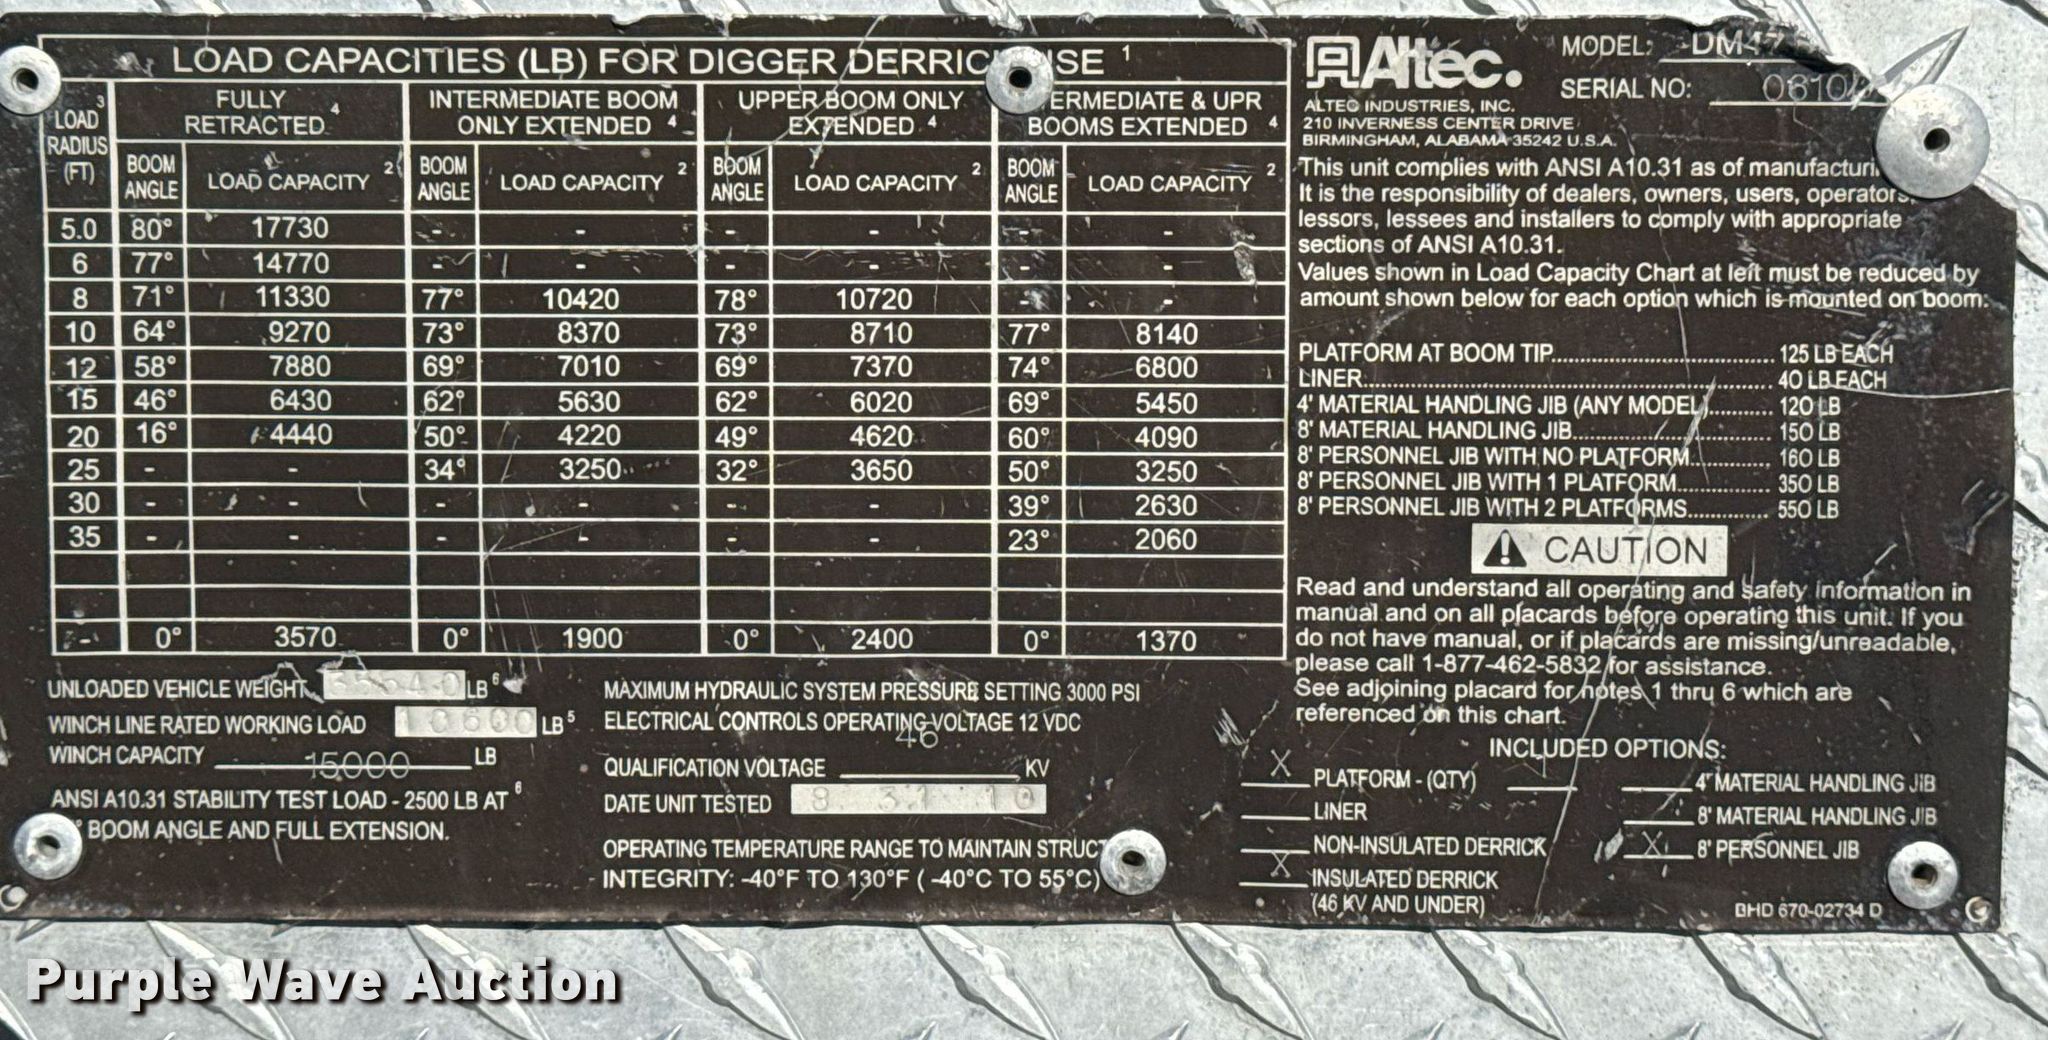 LOAD CAPACITIES (LB) FOR DIGGER DERRICK USE 1
3
LOAD RADIUS (FT)
FULLY RETRACTED 4
INTERMEDIATE BOOM ONLY EXTENDED 4
UPPER BOOM ONLY EXTENDED 4
ERMEDIATE & UPR BOOMS EXTENDED 4
BOOM ANGLE LOAD CAPACITY 2 BOOM ANGLE LOAD CAPACITY 2 BOOM ANGLE LOAD CAPACITY 2 BOOM ANGLE LOAD CAPACITY 2
5.0 80° 17730 - - - - - -
6 77° 14770 - - - - - -
8 71° 11330 77° 10420 78° 10720 - -
10 64° 9270 73° 8370 73° 8710 77° 8140
12 58° 7880 69° 7010 69° 7370 74° 6800
15 46° 6430 62° 5630 62° 6020 69° 5450
20 16° 4440 50° 4220 49° 4620 60° 4090
25 - - 34° 3250 32° 3650 50° 3250
30 - - - - - - 39° 2630
35 - - - - - - 23° 2060
- 0° 3570 0° 1900 0° 2400 0° 1370
UNLOADED VEHICLE WEIGHT LB 6
WINCH LINE RATED WORKING LOAD 10600 LB 5
WINCH CAPACITY 15000 LB
ANSI A10.31 STABILITY TEST LOAD - 2500 LB AT 6
° BOOM ANGLE AND FULL EXTENSION.
MAXIMUM HYDRAULIC SYSTEM PRESSURE SETTING 3000 PSI
ELECTRICAL CONTROLS OPERATING VOLTAGE 12 VDC
QUALIFICATION VOLTAGE 46 KV
DATE UNIT TESTED 8 31 10
OPERATING TEMPERATURE RANGE TO MAINTAIN STRUCT
INTEGRITY: -40°F TO 130°F ( -40°C TO 55°C)
Altec.
MODEL: DM47
SERIAL NO: 0610
ALTEC INDUSTRIES, INC.
210 INVERNESS CENTER DRIVE
BIRMINGHAM, ALABAMA 35242 U.S.A.
This unit complies with ANSI A10.31 as of manufacturi
It is the responsibility of dealers, owners, users, operators,
lessors, lessees and installers to comply with appropriate
sections of ANSI A10.31.
Values shown in Load Capacity Chart at left must be reduced by
amount shown below for each option which is mounted on boom:
PLATFORM AT BOOM TIP 125 LB EACH
LINER 40 LB EACH
4' MATERIAL HANDLING JIB (ANY MODEL) 120 LB
8' MATERIAL HANDLING JIB 150 LB
8' PERSONNEL JIB WITH NO PLATFORM 160 LB
8' PERSONNEL JIB WITH 1 PLATFORM 350 LB
8' PERSONNEL JIB WITH 2 PLATFORMS 550 LB
CAUTION
Read and understand all operating and safety information in
manual and on all placards before operating this unit. If you
do not have manual, or if placards are missing/unreadable,
please call 1-877-462-5832 for assistance.
See adjoining placard for notes 1 thru 6 which are
referenced on this chart.
INCLUDED OPTIONS:
X PLATFORM - (QTY)
LINER
NON-INSULATED DERRICK
X INSULATED DERRICK
(46 KV AND UNDER)
4' MATERIAL HANDLING JIB
8' MATERIAL HANDLING JIB
X 8' PERSONNEL JIB
BHD 670-02734 D
Purple Wave Auction